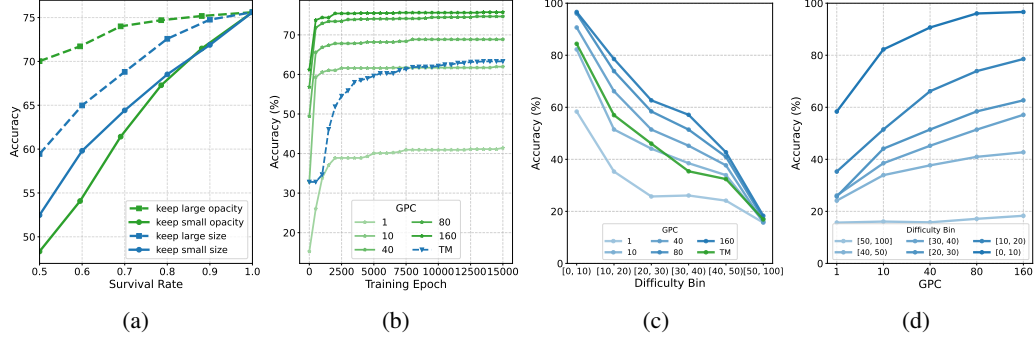 75
70
65
60
55
50
Accuracy
0.5 0.6 0.7 0.8 0.9 1.0
Survival Rate
keep large opacity
keep small opacity
keep large size
keep small size
(a)
80
70
60
50
40
30
20
Accuracy (%)
0 2500 5000 7500 10000 12500 15000
Training Epoch
GPC
1 80
10 160
40 TM
(b)
100
80
60
40
20
0
Accuracy (%)
[0, 10) [10, 20) [20, 30) [30, 40) [40, 50) [50, 100]
Difficulty Bin
GPC
1 40 160
10 80 TM
(c)
100
80
60
40
20
0
Accuracy (%)
1 10 40 80 160
GPC
Difficulty Bin
[50, 100] [30, 40) [10, 20)
[40, 50) [20, 30) [0, 10)
(d)